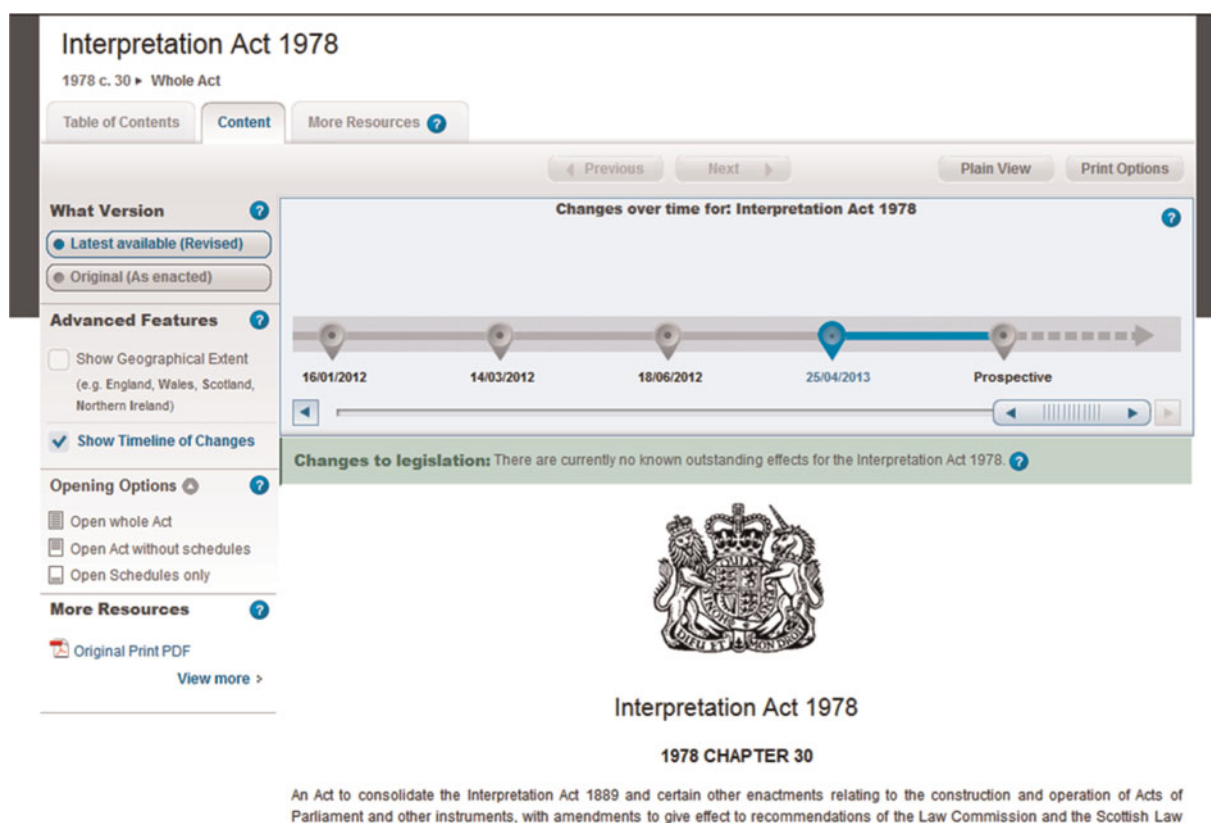 Interpretation Act 1978
1978 c. 30 ▸ Whole Act
Table of Contents
Content
More Resources ?
Previous
Next
Plain View
Print Options
What Version ?
Latest available (Revised)
Original (As enacted)
Advanced Features ?
Show Geographical Extent
(e.g. England, Wales, Scotland,
Northern Ireland)
Show Timeline of Changes
Opening Options ?
Open whole Act
Open Act without schedules
Open Schedules only
More Resources ?
Original Print PDF
View more >
Changes over time for: Interpretation Act 1978 ?
16/01/2012
14/03/2012
18/06/2012
25/04/2013
Prospective
Changes to legislation: There are currently no known outstanding effects for the Interpretation Act 1978. ?
DIEU ET MON DROIT
Interpretation Act 1978
1978 CHAPTER 30
An Act to consolidate the Interpretation Act 1889 and certain other enactments relating to the construction and operation of Acts of
Parliament and other instruments, with amendments to give effect to recommendations of the Law Commission and the Scottish Law